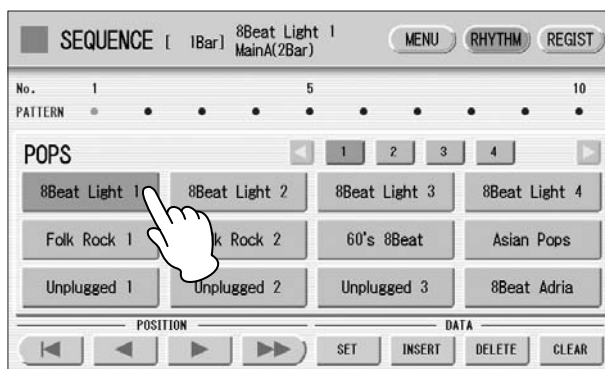 SEQUENCE [ 1Bar] 8Beat Light 1 MainA(2Bar) MENU RHYTHM REGIST
No. 1 5 10
PATTERN
POPS 1 2 3 4
8Beat Light 1 8Beat Light 2 8Beat Light 3 8Beat Light 4
Folk Rock 1 k Rock 2 60's 8Beat Asian Pops
Unplugged 1 Unplugged 2 Unplugged 3 8Beat Adria
POSITION DATA
SET INSERT DELETE CLEAR